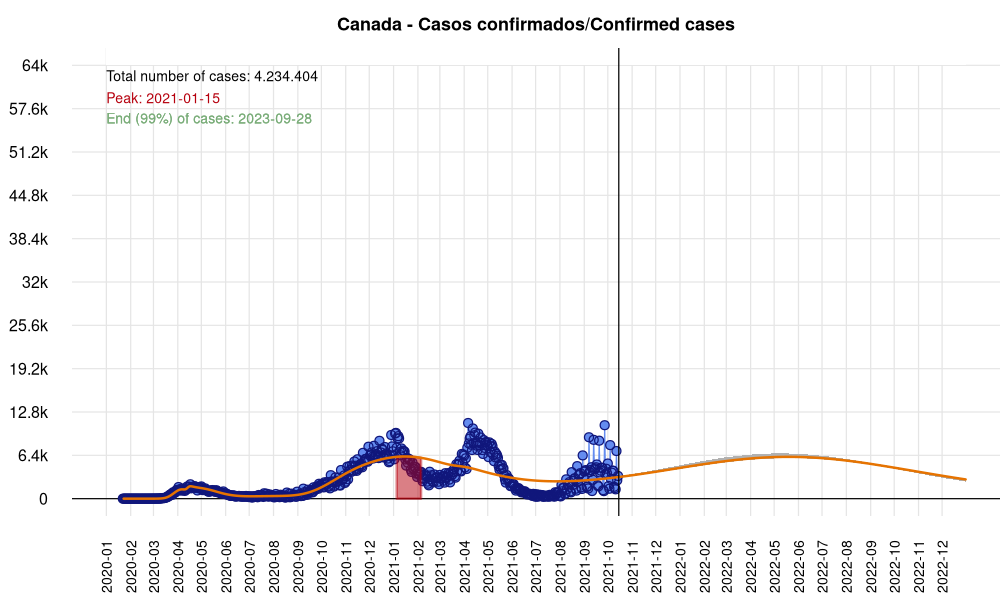 Canada - Casos confirmados/Confirmed cases
64k
Total number of cases: 4.234.404
Peak: 2021-01-15
57.6k
End (99%) of cases: 2023-09-28
51.2k
44.8k
38.4k
32k
25.6k
19.2k
12.8k
6.4k
0
2020-01
2020-02
2020-03
2020-04
2020-05
2020-06
2020-07
2020-08
2020-09
2020-10
2020-11
2020-12
2021-01
2021-02
2021-03
2021-04
2021-05
2021-06
2021-07
2021-08
2021-09
2021-10
2021-11
2021-12
2022-01
2022-02
2022-03
2022-04
2022-05
2022-06
2022-07
2022-08
2022-09
2022-10
2022-11
2022-12